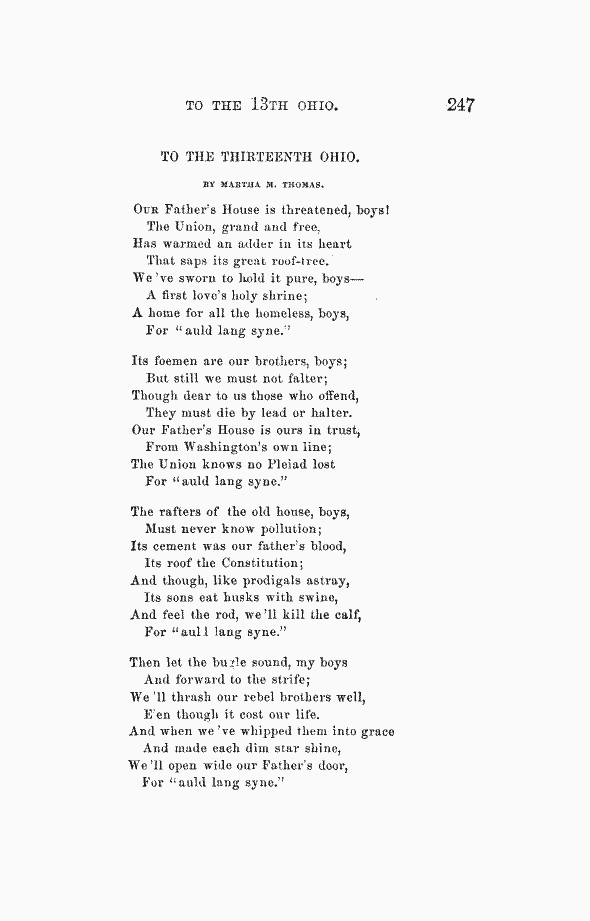 TO THE 13TH OHIO. 247
TO THE THIRTEENTH OHIO.
BY MARTHA M. THOMAS.
OUR Father's House is threatened, boys!
The Union, grand and free,
Has warmed an adder in its heart
That saps its great roof-tree.
We 've sworn to hold it pure, boys—
A first love's holy shrine;
A home for all the homeless, boys,
For "auld lang syne."
Its foemen are our brothers, boys;
But still we must not falter;
Though dear to us those who offend,
They must die by lead or halter.
Our Father's House is ours in trust,
From Washington's own line;
The Union knows no Pleiad lost
For "auld lang syne."
The rafters of the old house, boys,
Must never know pollution;
Its cement was our father's blood,
Its roof the Constitution;
And though, like prodigals astray,
Its sons eat husks with swine,
And feel the rod, we 'll kill the calf,
For "auld lang syne."
Then let the bugle sound, my boys
And forward to the strife;
We 'll thrash our rebel brothers well,
E'en though it cost our life.
And when we 've whipped them into grace
And made each dim star shine,
We 'll open wide our Father's door,
For "auld lang syne."